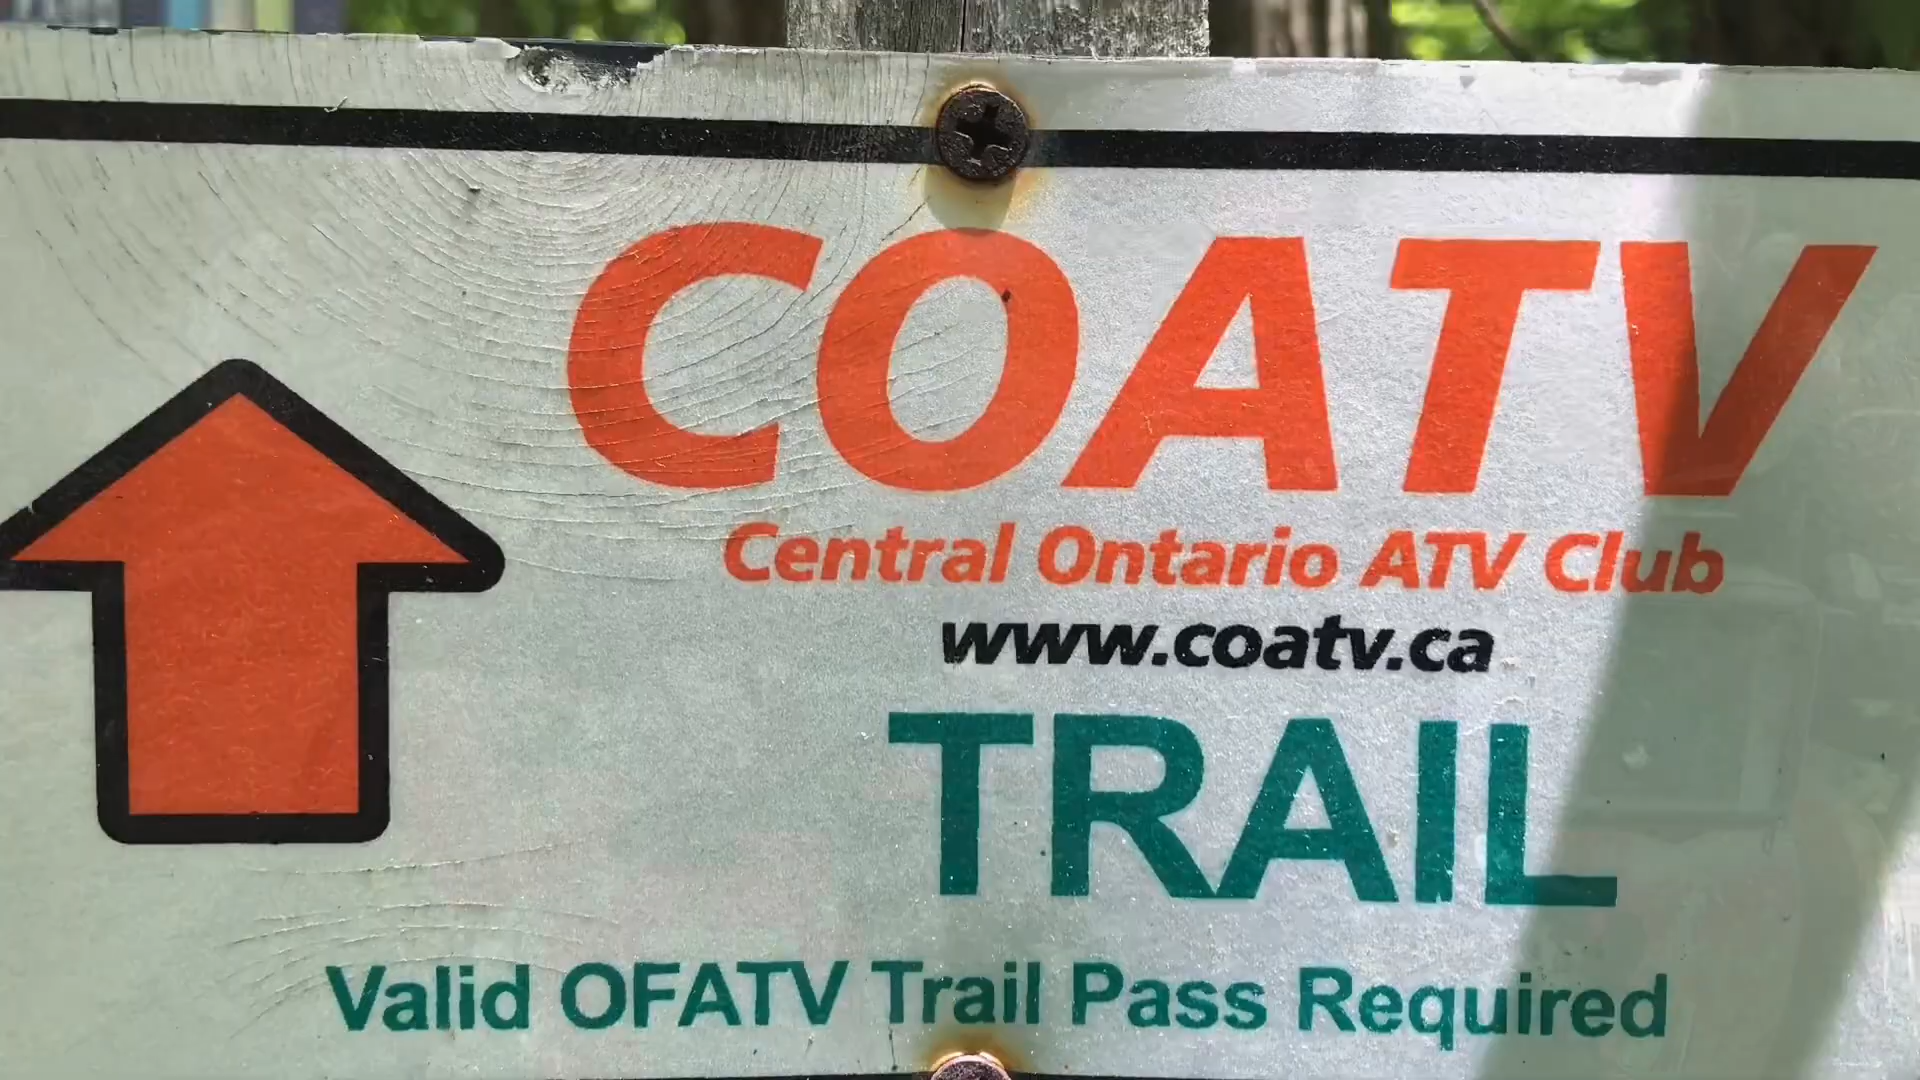 COATV
Central Ontario ATV Club
www.coatv.ca
TRAIL
Valid OFATV Trail Pass Required